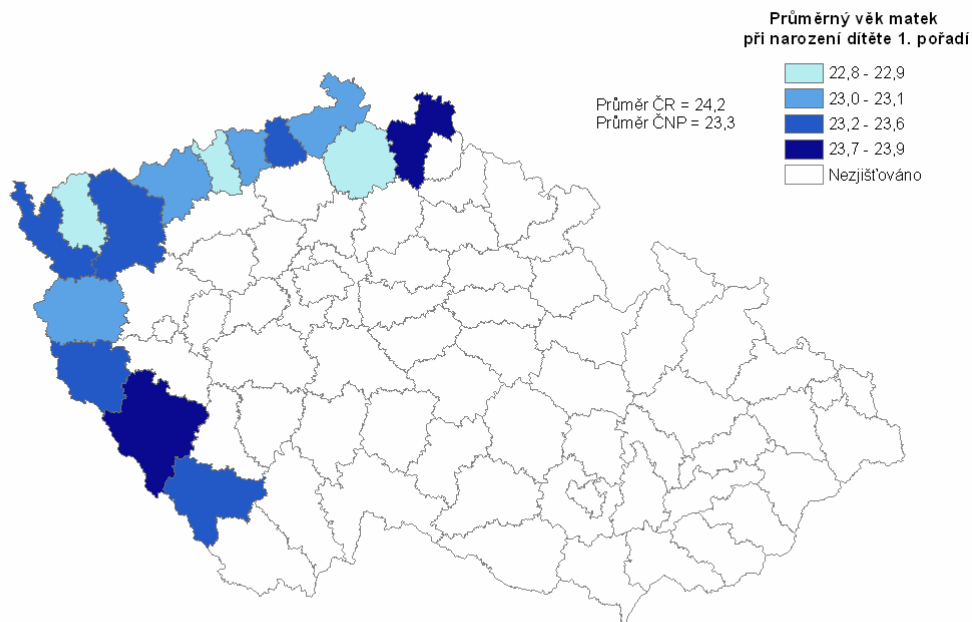 Průměrný věk matek
při narození dítěte 1. pořadí
22,8 - 22,9
23,0 - 23,1
23,2 - 23,6
23,7 - 23,9
Nezjišťováno
Průměr ČR = 24,2
Průměr ČNP = 23,3